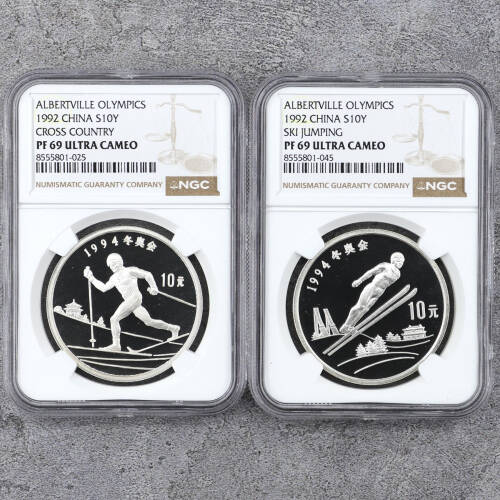 ALBERTVILLE OLYMPICS
1992 CHINA S10Y
CROSS COUNTRY
PF 69 ULTRA CAMEO
8555801-025
NUMISMATIC GUARANTY COMPANY NGC
1994冬奥会
10元
ALBERTVILLE OLYMPICS
1992 CHINA S10Y
SKI JUMPING
PF 69 ULTRA CAMEO
8555801-045
NUMISMATIC GUARANTY COMPANY NGC
1994冬奥会
10元